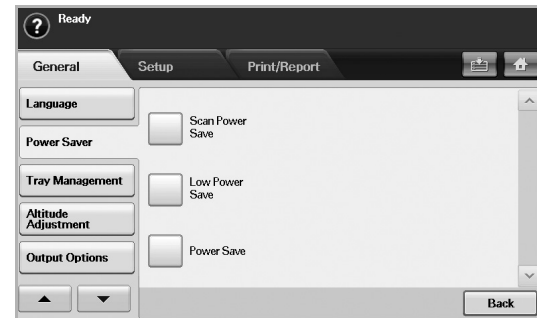 Ready
General
Setup
Print/Report
Language
Power Saver
Tray Management
Altitude
Adjustment
Output Options
Scan Power
Save
Low Power
Save
Power Save
Back